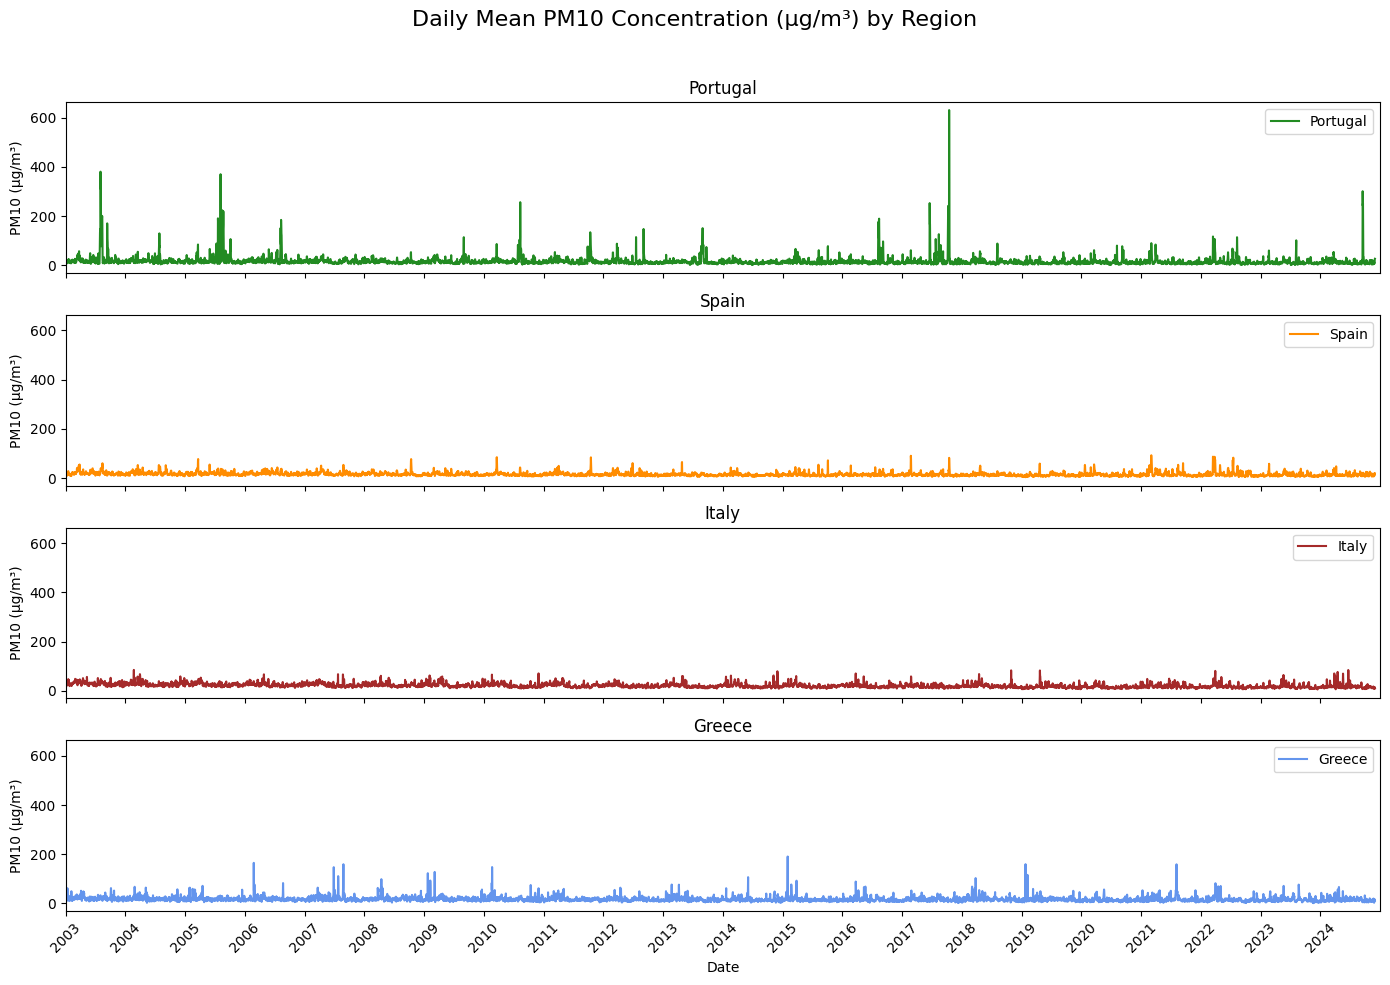 Daily Mean PM10 Concentration (µg/m³) by Region
Portugal
PM10 (µg/m³)
600
400
200
0
Portugal
Spain
PM10 (µg/m³)
600
400
200
0
Spain
Italy
PM10 (µg/m³)
600
400
200
0
Italy
Greece
PM10 (µg/m³)
600
400
200
0
Greece
2003 2004 2005 2006 2007 2008 2009 2010 2011 2012 2013 2014 2015 2016 2017 2018 2019 2020 2021 2022 2023 2024
Date